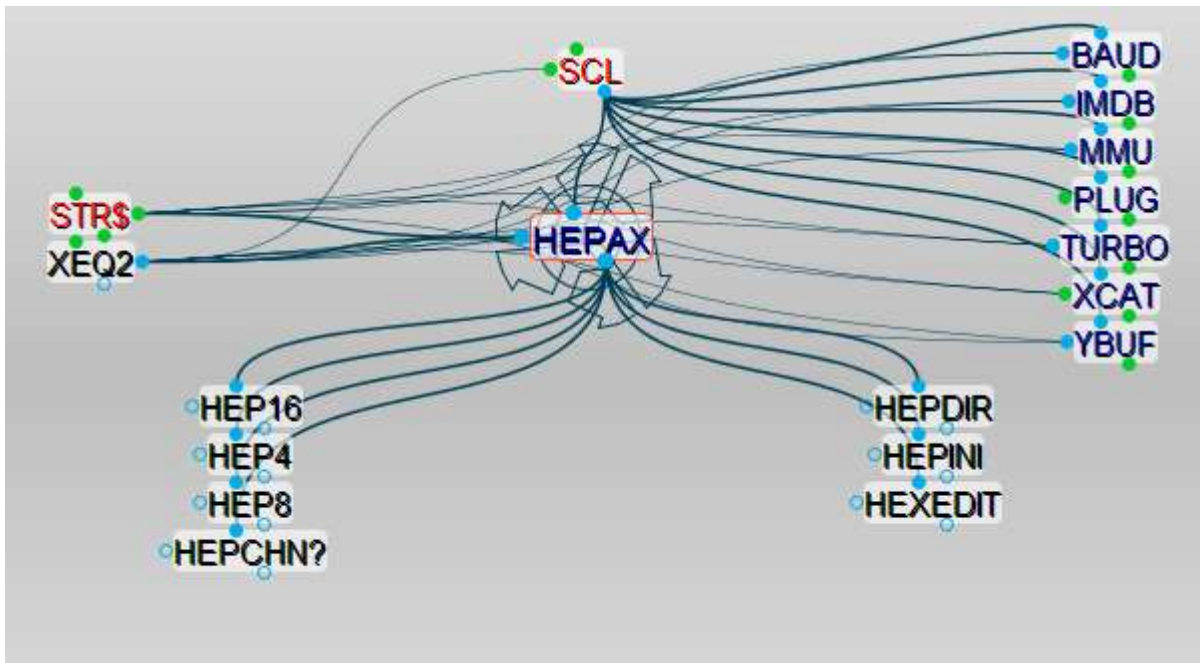 SCL
BAUD
IMDB
MMU
PLUG
TURBO
XCAT
YBUF
STR$
XEQ2
HEPAX
HEP16
HEP4
HEP8
HEPCHN?
HEPDIR
HEPINI
HEXEDIT